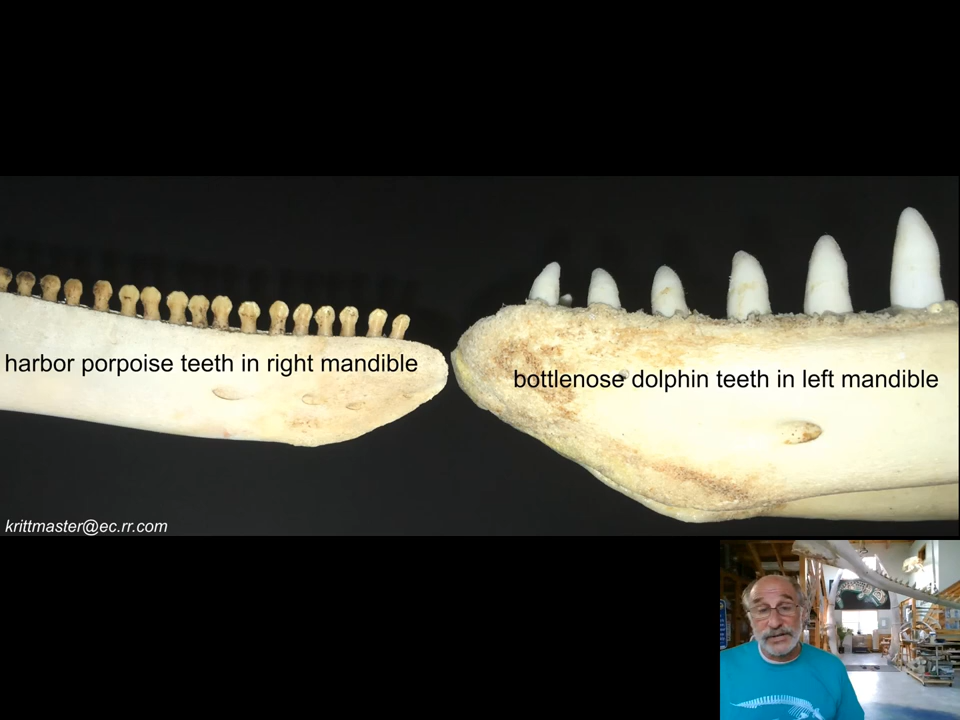 harbor porpoise teeth in right mandible
bottlenose dolphin teeth in left mandible
krittmaster@ec.rr.com